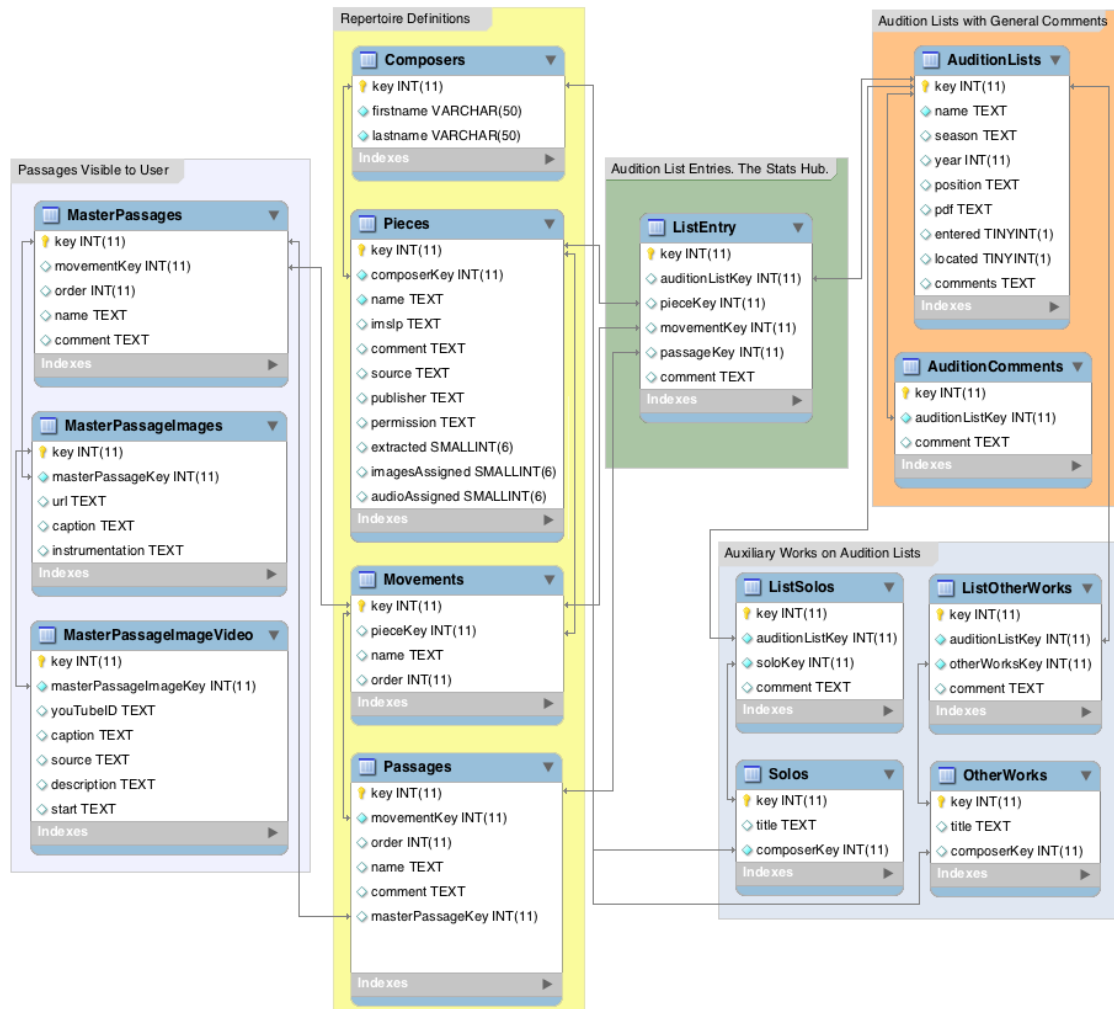 Passages Visible to User
MasterPassages
key INT(11)
movementKey INT(11)
order INT(11)
name TEXT
comment TEXT
Indexes
MasterPassageImages
key INT(11)
masterPassageKey INT(11)
url TEXT
caption TEXT
instrumentation TEXT
Indexes
MasterPassageImageVideo
key INT(11)
masterPassageImageKey INT(11)
youTubeID TEXT
caption TEXT
source TEXT
description TEXT
start TEXT
Indexes
Repertoire Definitions
Composers
key INT(11)
firstname VARCHAR(50)
lastname VARCHAR(50)
Indexes
Pieces
key INT(11)
composerKey INT(11)
name TEXT
imslp TEXT
comment TEXT
source TEXT
publisher TEXT
permission TEXT
extracted SMALLINT(6)
imagesAssigned SMALLINT(6)
audioAssigned SMALLINT(6)
Indexes
Movements
key INT(11)
pieceKey INT(11)
name TEXT
order INT(11)
Indexes
Passages
key INT(11)
movementKey INT(11)
order INT(11)
name TEXT
comment TEXT
masterPassageKey INT(11)
Indexes
Audition List Entries. The Stats Hub.
ListEntry
key INT(11)
auditionListKey INT(11)
pieceKey INT(11)
movementKey INT(11)
passageKey INT(11)
comment TEXT
Indexes
Audition Lists with General Comments
AuditionLists
key INT(11)
name TEXT
season TEXT
year INT(11)
position TEXT
pdf TEXT
entered TINYINT(1)
located TINYINT(1)
comments TEXT
Indexes
AuditionComments
key INT(11)
auditionListKey INT(11)
comment TEXT
Indexes
Auxiliary Works on Audition Lists
ListSolos
key INT(11)
auditionListKey INT(11)
soloKey INT(11)
comment TEXT
Indexes
ListOtherWorks
key INT(11)
auditionListKey INT(11)
otherWorksKey INT(11)
comment TEXT
Indexes
Solos
key INT(11)
title TEXT
composerKey INT(11)
Indexes
OtherWorks
key INT(11)
title TEXT
composerKey INT(11)
Indexes